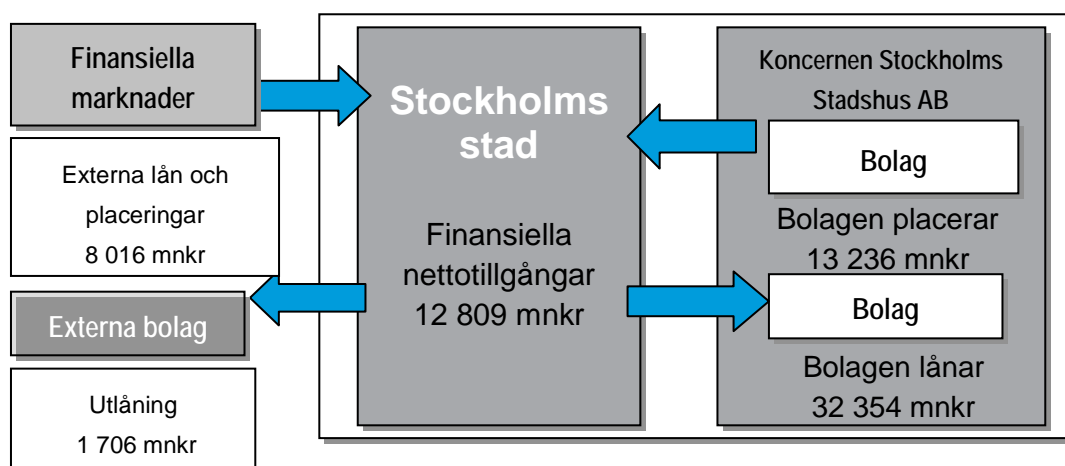 Finansiella
marknader
Externa lån och
placeringar
8 016 mnkr
Externa bolag
Utlåning
1 706 mnkr
Stockholms
stad
Finansiella
nettotillgångar
12 809 mnkr
Koncernen Stockholms
Stadshus AB
Bolag
Bolagen placerar
13 236 mnkr
Bolag
Bolagen lånar
32 354 mnkr